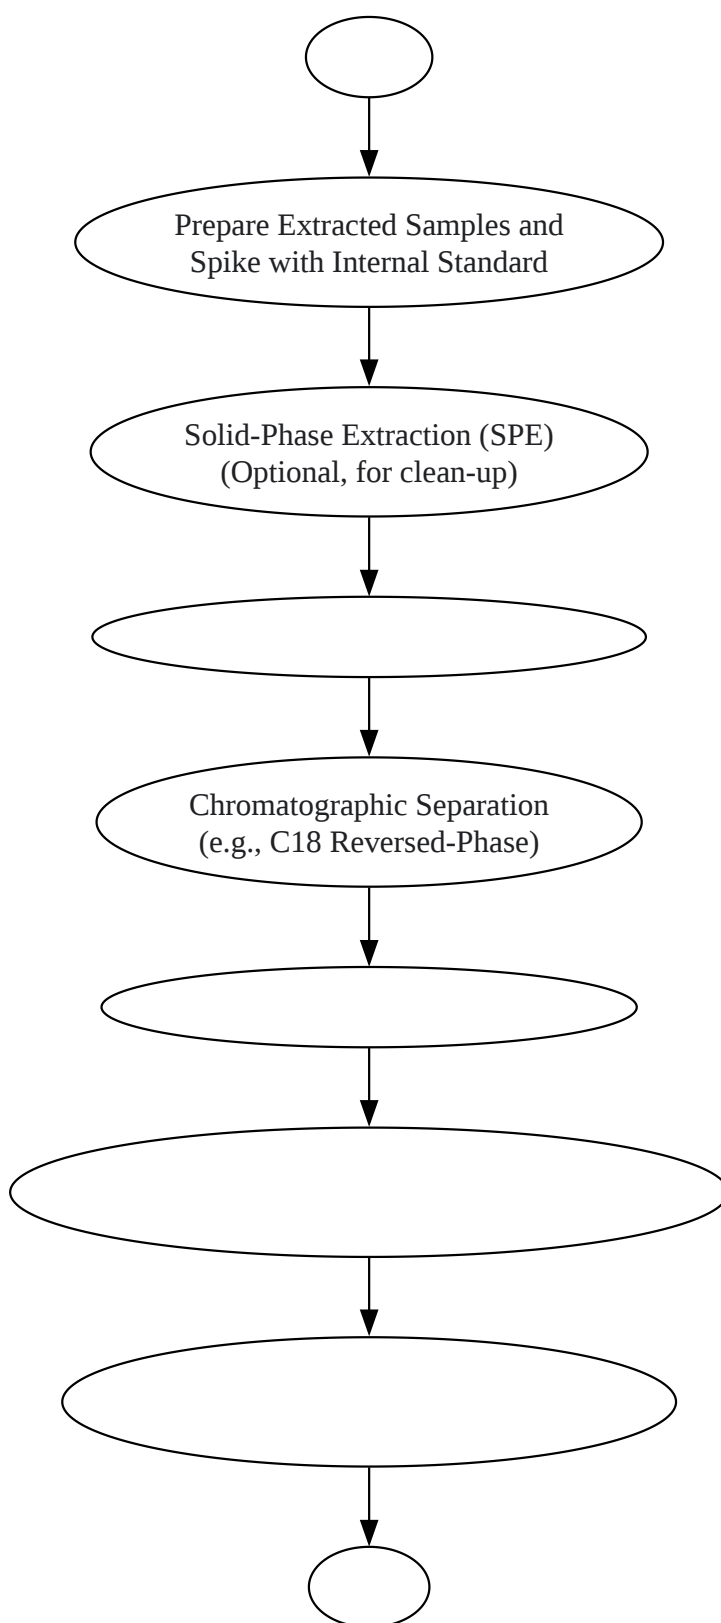 Prepare Extracted Samples and
Spike with Internal Standard
Solid-Phase Extraction (SPE)
(Optional, for clean-up)
Chromatographic Separation
(e.g., C18 Reversed-Phase)